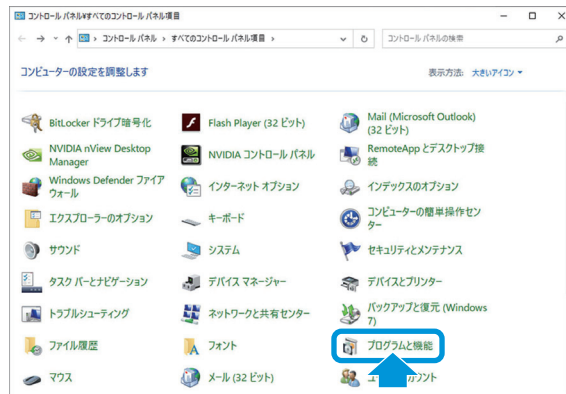 コントロール パネル¥すべてのコントロール パネル項目
コントロール パネル › すべてのコントロール パネル項目 ›
コントロール パネルの検索
コンピューターの設定を調整します
表示方法: 大きいアイコン
BitLocker ドライブ暗号化
Flash Player (32 ビット)
Mail (Microsoft Outlook)
(32 ビット)
NVIDIA nView Desktop
Manager
NVIDIA コントロール パネル
RemoteApp とデスクトップ接
続
Windows Defender ファイア
ウォール
インターネット オプション
インデックスのオプション
エクスプローラーのオプション
キーボード
コンピューターの簡単操作セン
ター
サウンド
システム
セキュリティとメンテナンス
タスク バーとナビゲーション
デバイス マネージャー
デバイスとプリンター
トラブルシューティング
ネットワークと共有センター
バックアップと復元 (Windows
7)
ファイル履歴
フォント
プログラムと機能
マウス
メール (32 ビット)